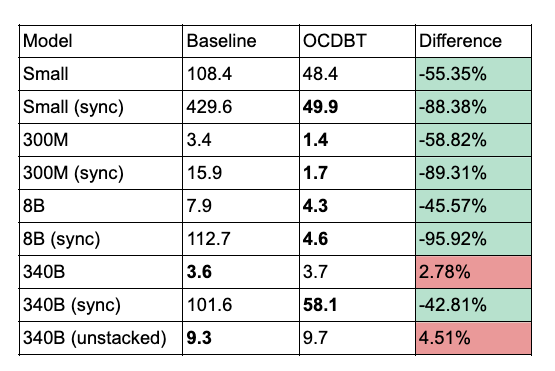 Model Baseline OCDBT Difference
Small 108.4 48.4 -55.35%
Small (sync) 429.6 49.9 -88.38%
300M 3.4 1.4 -58.82%
300M (sync) 15.9 1.7 -89.31%
8B 7.9 4.3 -45.57%
8B (sync) 112.7 4.6 -95.92%
340B 3.6 3.7 2.78%
340B (sync) 101.6 58.1 -42.81%
340B (unstacked) 9.3 9.7 4.51%